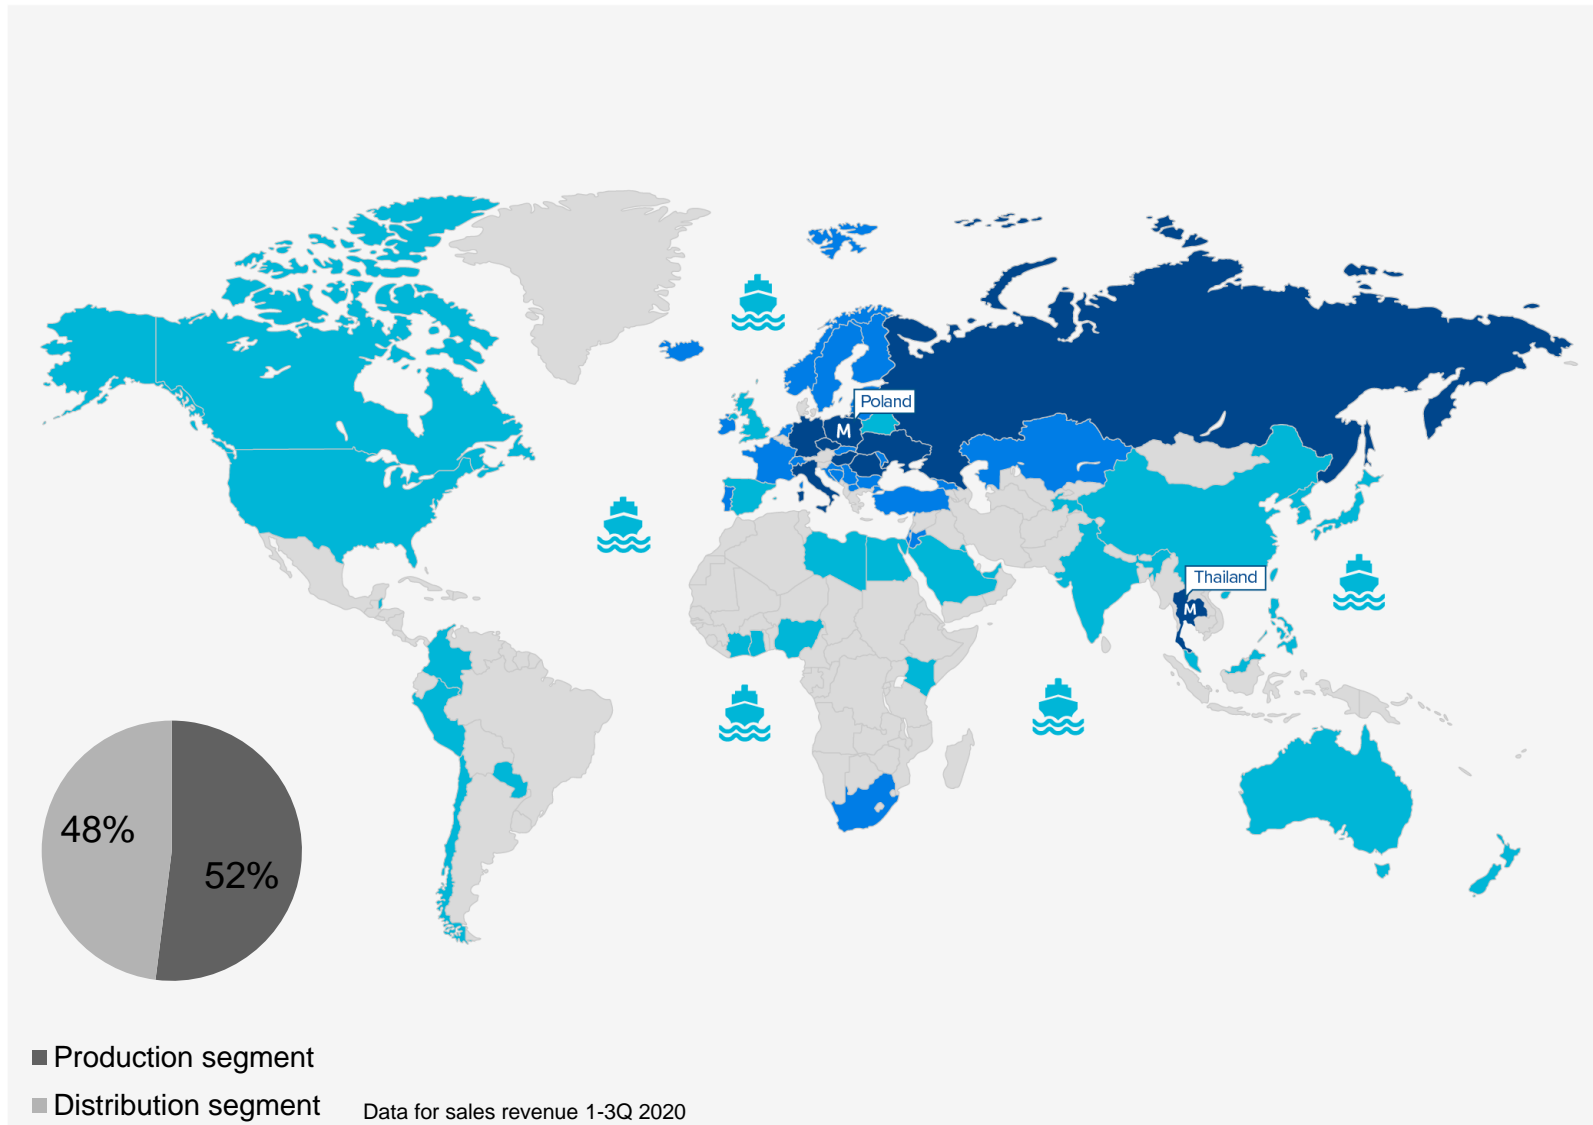 Poland
M
Thailand
M
48%
52%
Production segment
Distribution segment
Data for sales revenue 1-3Q 2020